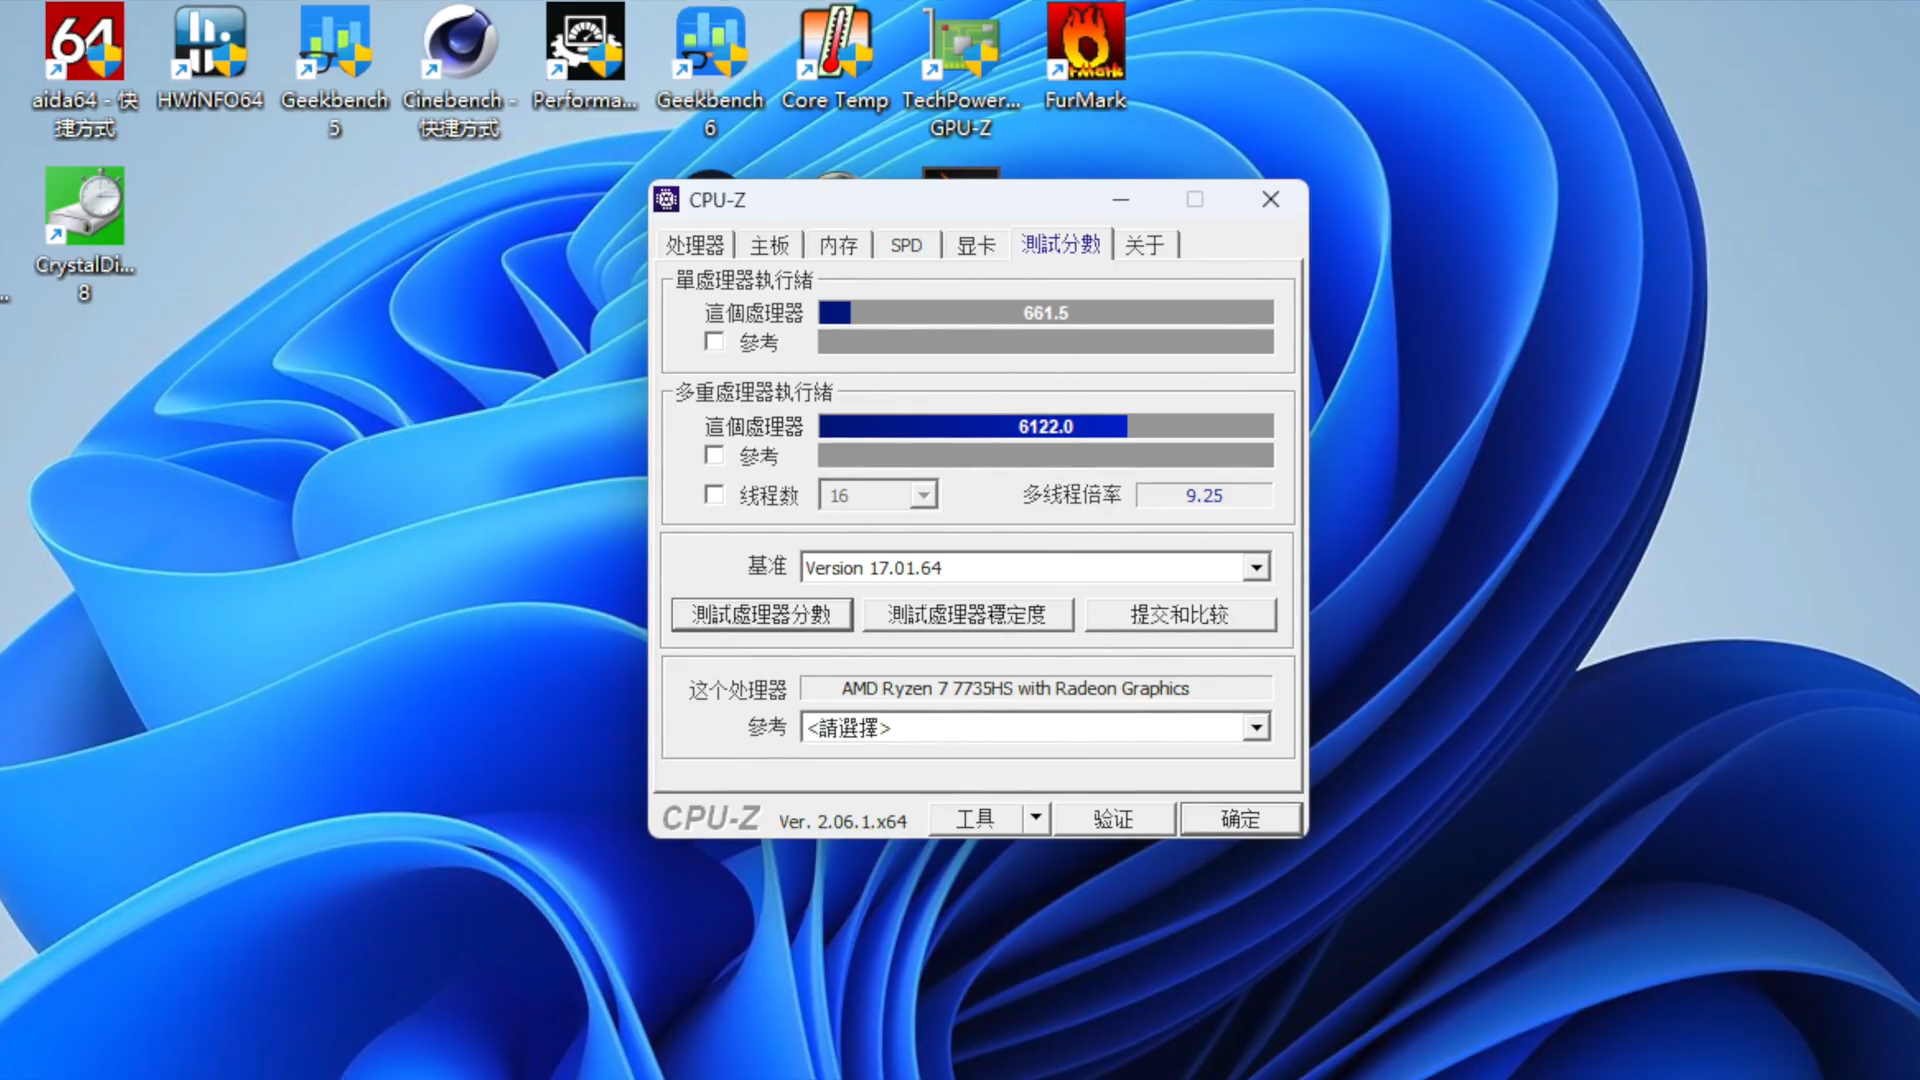 aida64 - 快
捷方式
HWiNFO64
Geekbench
5
Cinebench -
快捷方式
Performa...
Geekbench
6
Core Temp
TechPower...
GPU-Z
FurMark
CrystalDi...
8
CPU-Z
处理器 主板 内存 SPD 显卡 測試分數 关于
單處理器執行緒
這個處理器 661.5
參考
多重處理器執行緒
這個處理器 6122.0
參考
线程数 16 多线程倍率 9.25
基准 Version 17.01.64
測試處理器分數 測試處理器穩定度 提交和比较
这个处理器 AMD Ryzen 7 7735HS with Radeon Graphics
參考 <請選擇>
CPU-Z Ver. 2.06.1.x64 工具 验证 确定